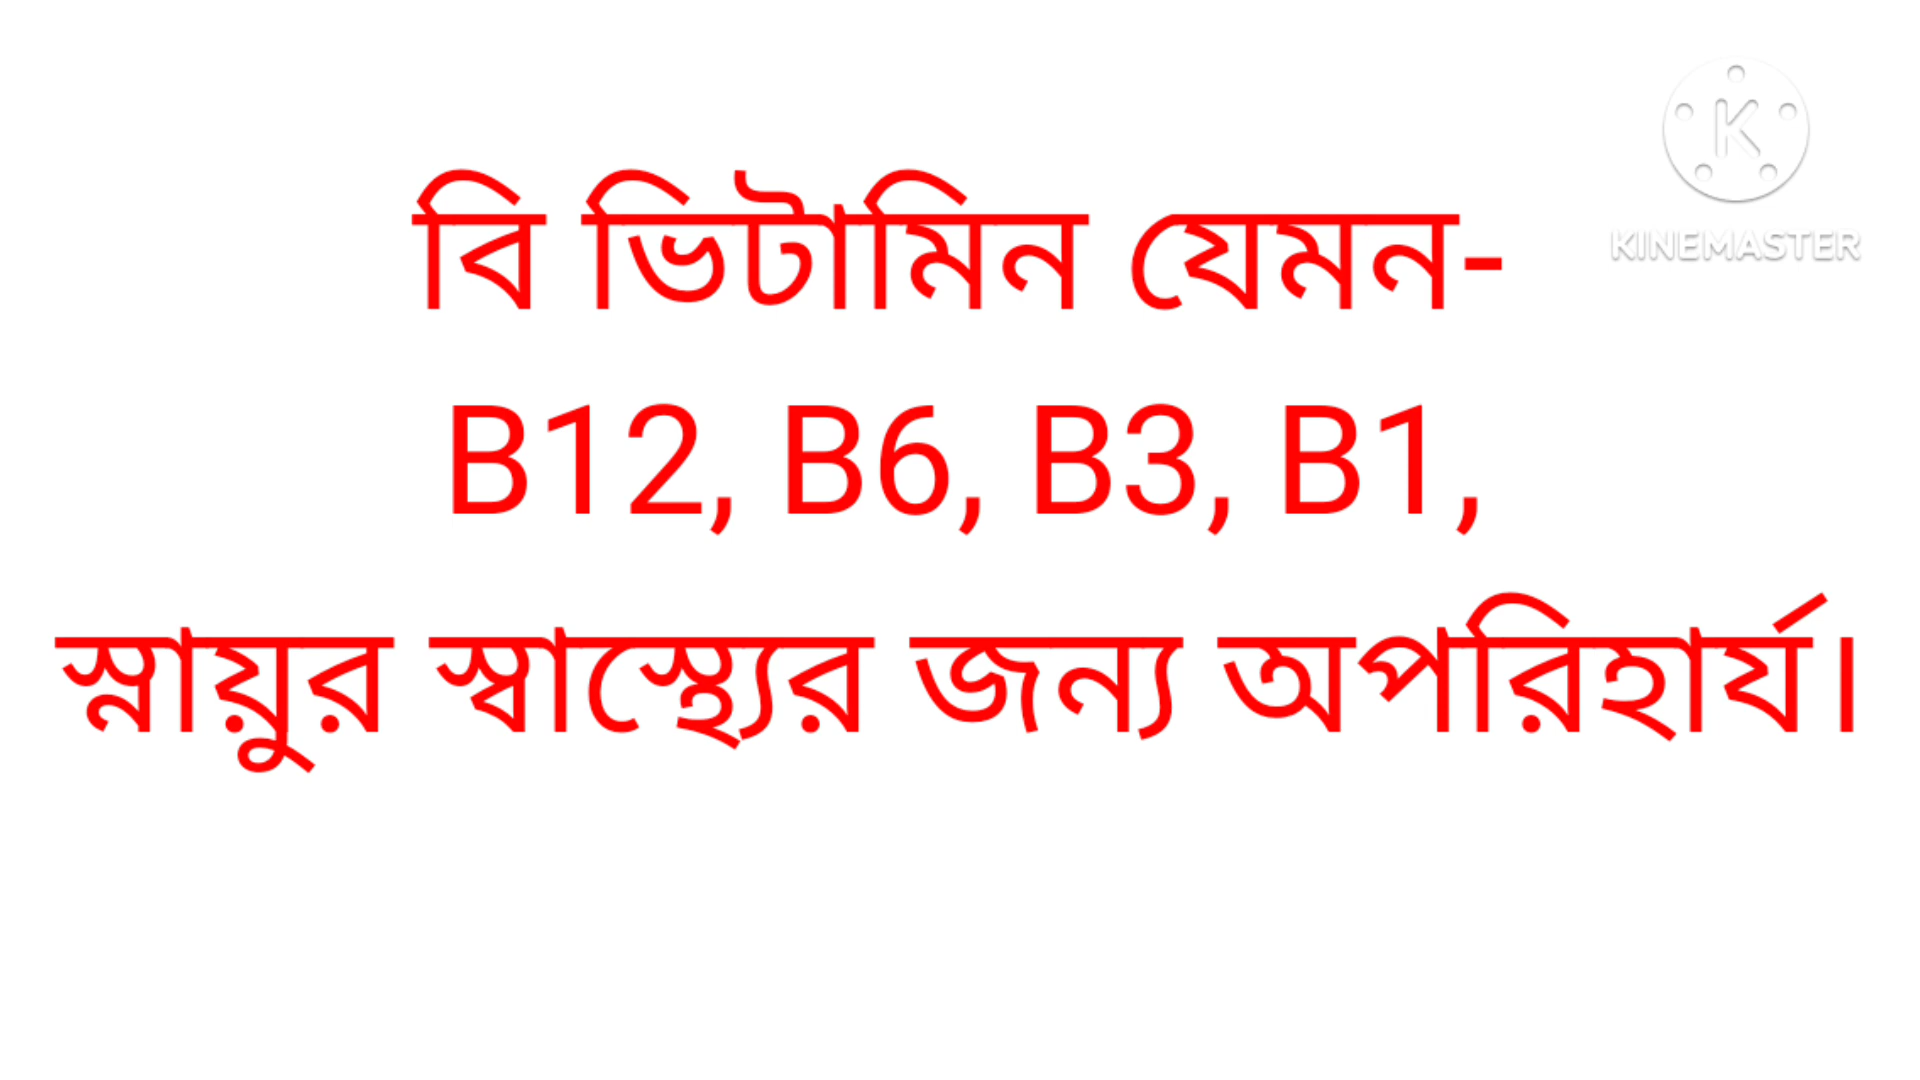 বি ভিটামিন যেমন-
B12, B6, B3, B1,
স্নায়ুর স্বাস্থ্যের জন্য অপরিহার্য।
K
KINEMASTER